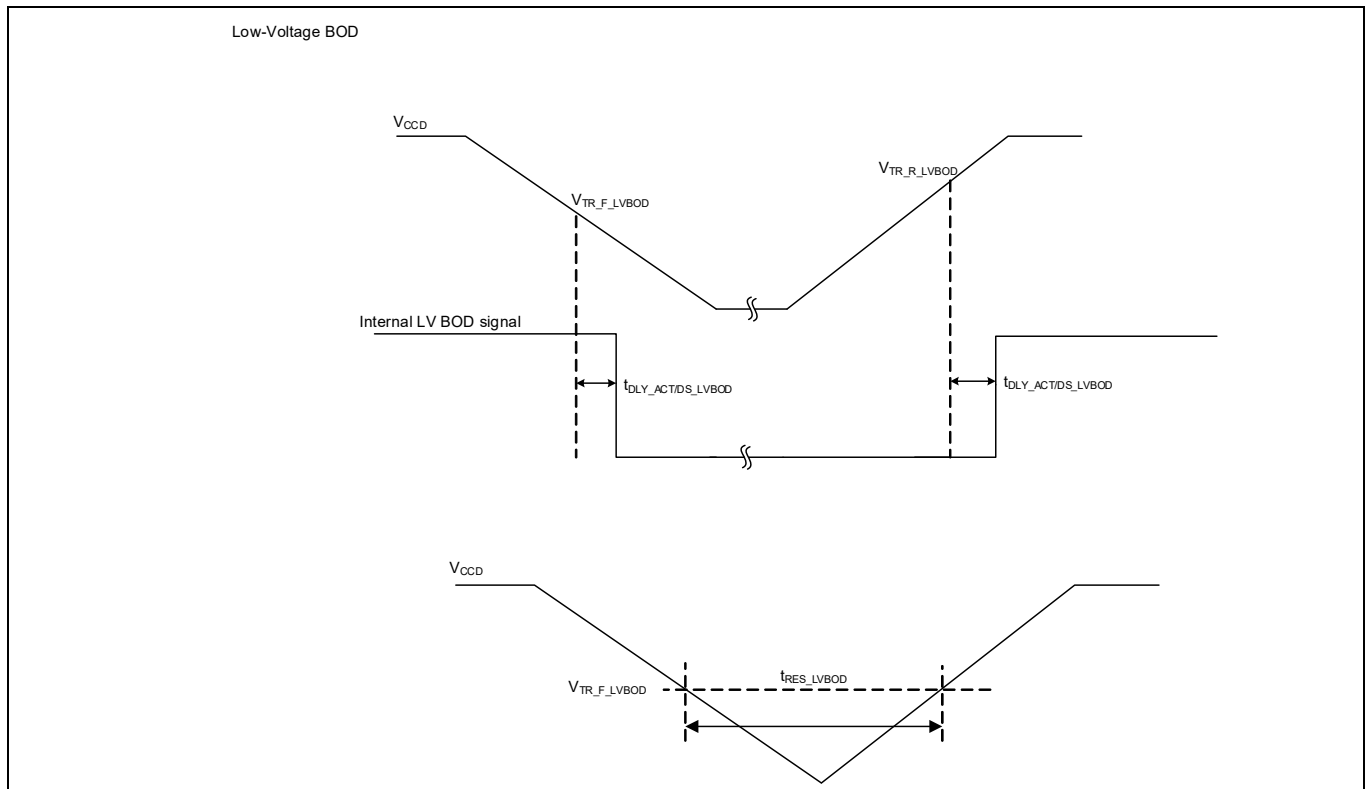 Low-Voltage BOD
VCCD
VTR_R_LVBOD
VTR_F_LVBOD
Internal LV BOD signal
tDLY_ACT/DS_LVBOD
tDLY_ACT/DS_LVBOD
VCCD
tRES_LVBOD
VTR_F_LVBOD